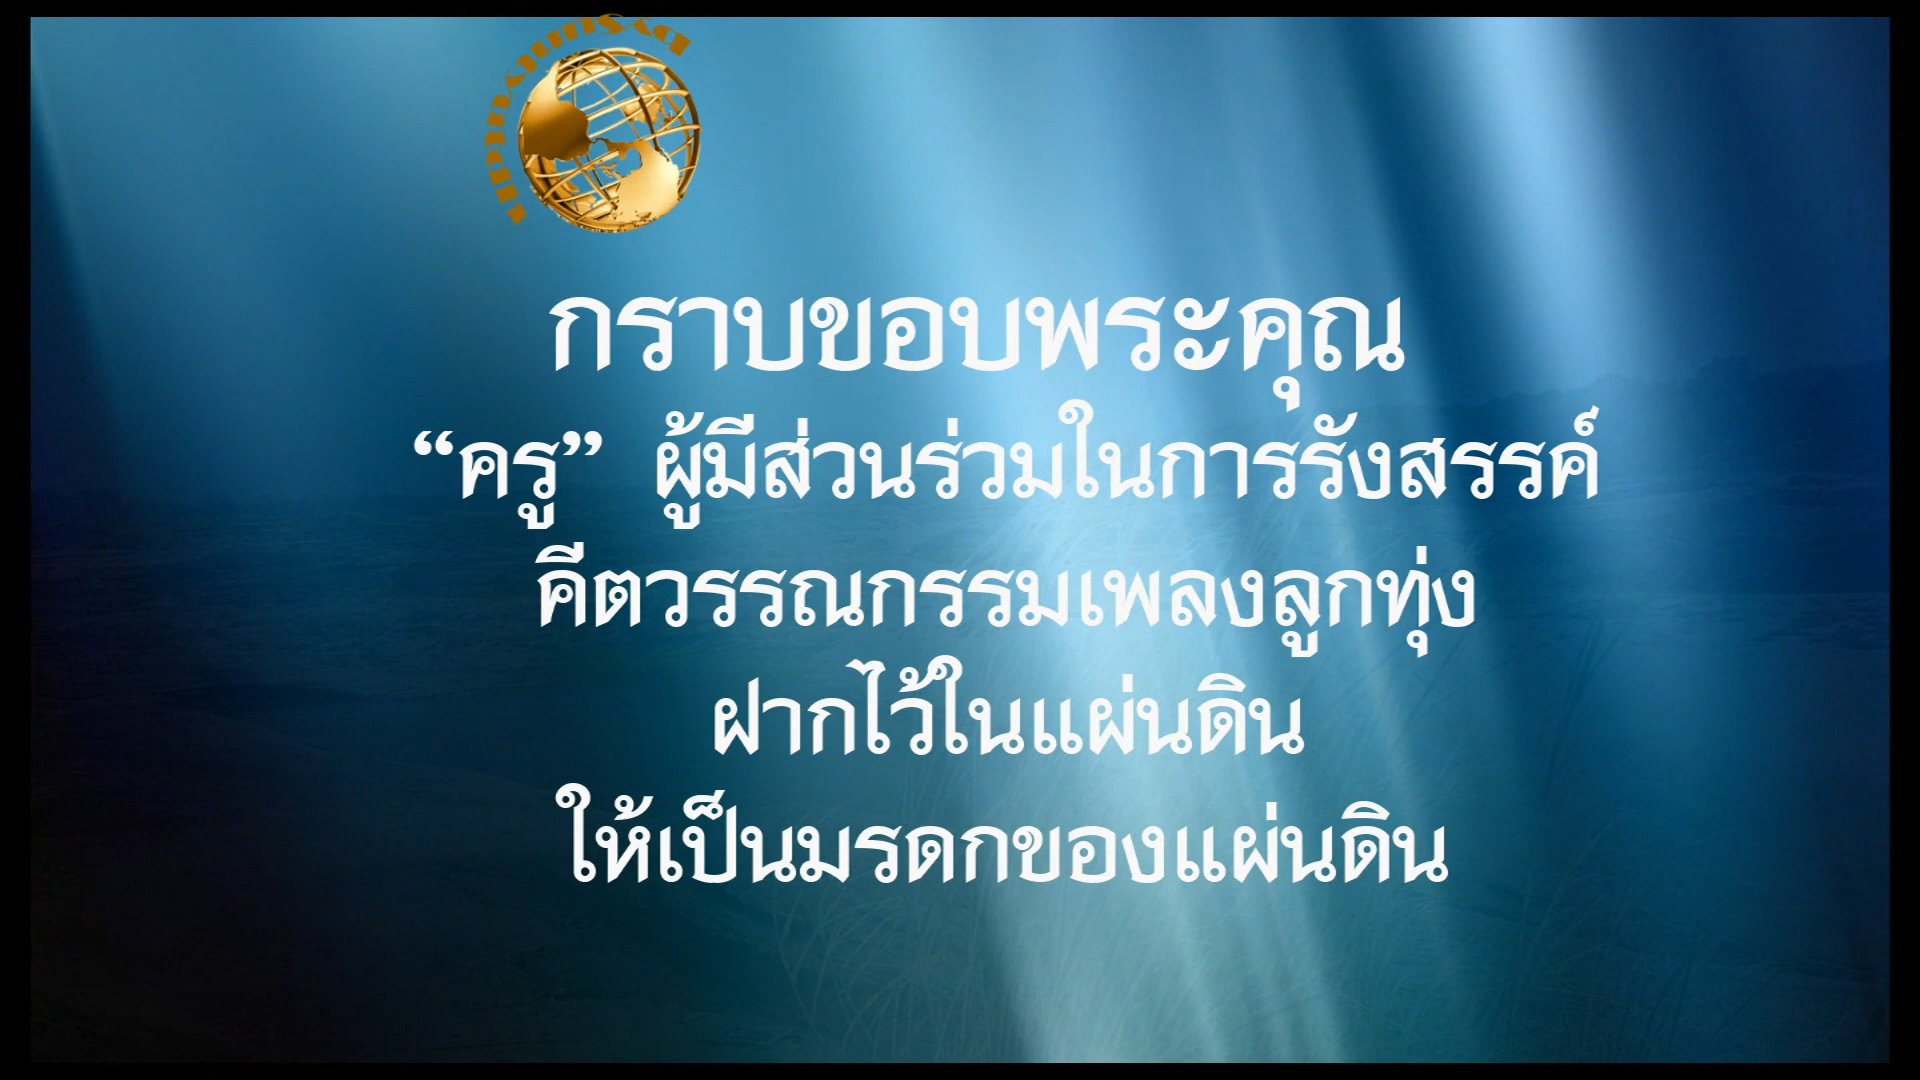 กราบขอบพระคุณ
“ครู” ผู้มีส่วนร่วมในการรังสรรค์
คีตวรรณกรรมเพลงลูกทุ่ง
ฝากไว้ในแผ่นดิน
ให้เป็นมรดกของแผ่นดิน